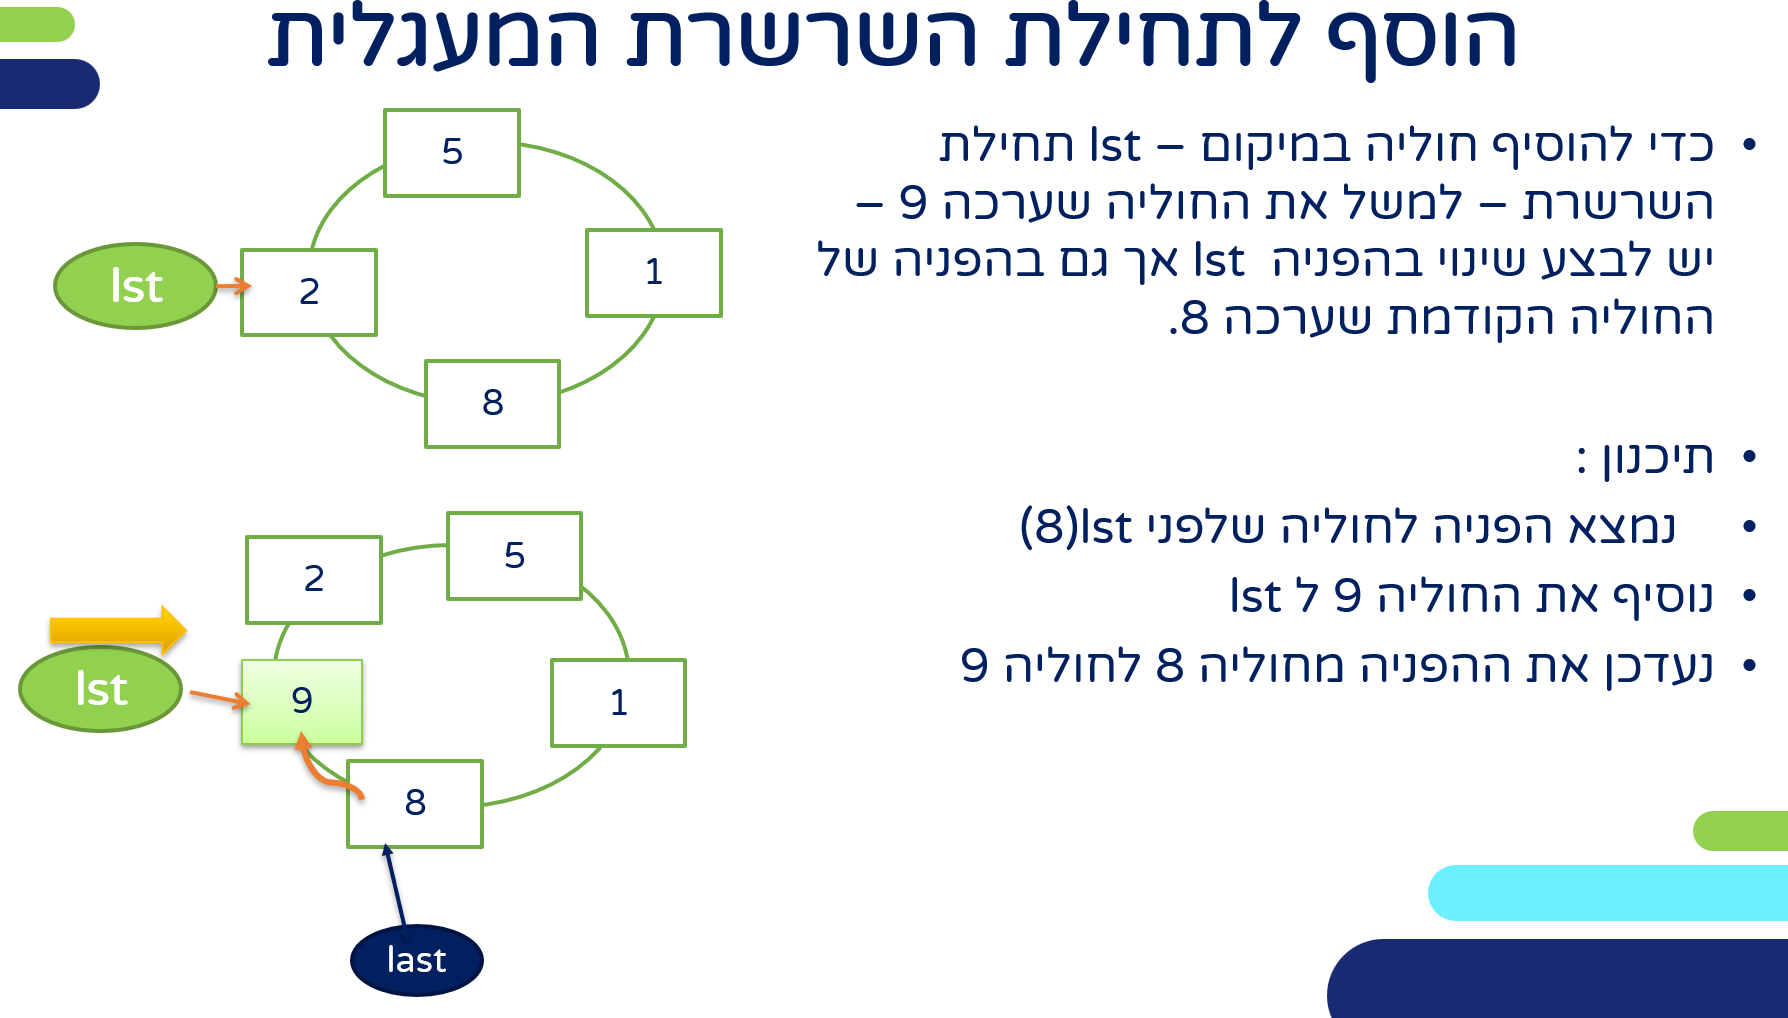 הוסף לתחילת השרשרת המעגלית
• כדי להוסיף חוליה במיקום – lst תחילת
השרשרת – למשל את החוליה שערכה 9 –
יש לבצע שינוי בהפניה lst אך גם בהפניה של
החוליה הקודמת שערכה 8.
• תיכנון :
• נמצא הפניה לחוליה שלפני lst(8)
• נוסיף את החוליה 9 ל lst
• נעדכן את ההפניה מחוליה 8 לחוליה 9
5
1
lst
2
8
5
2
lst
9
1
8
last